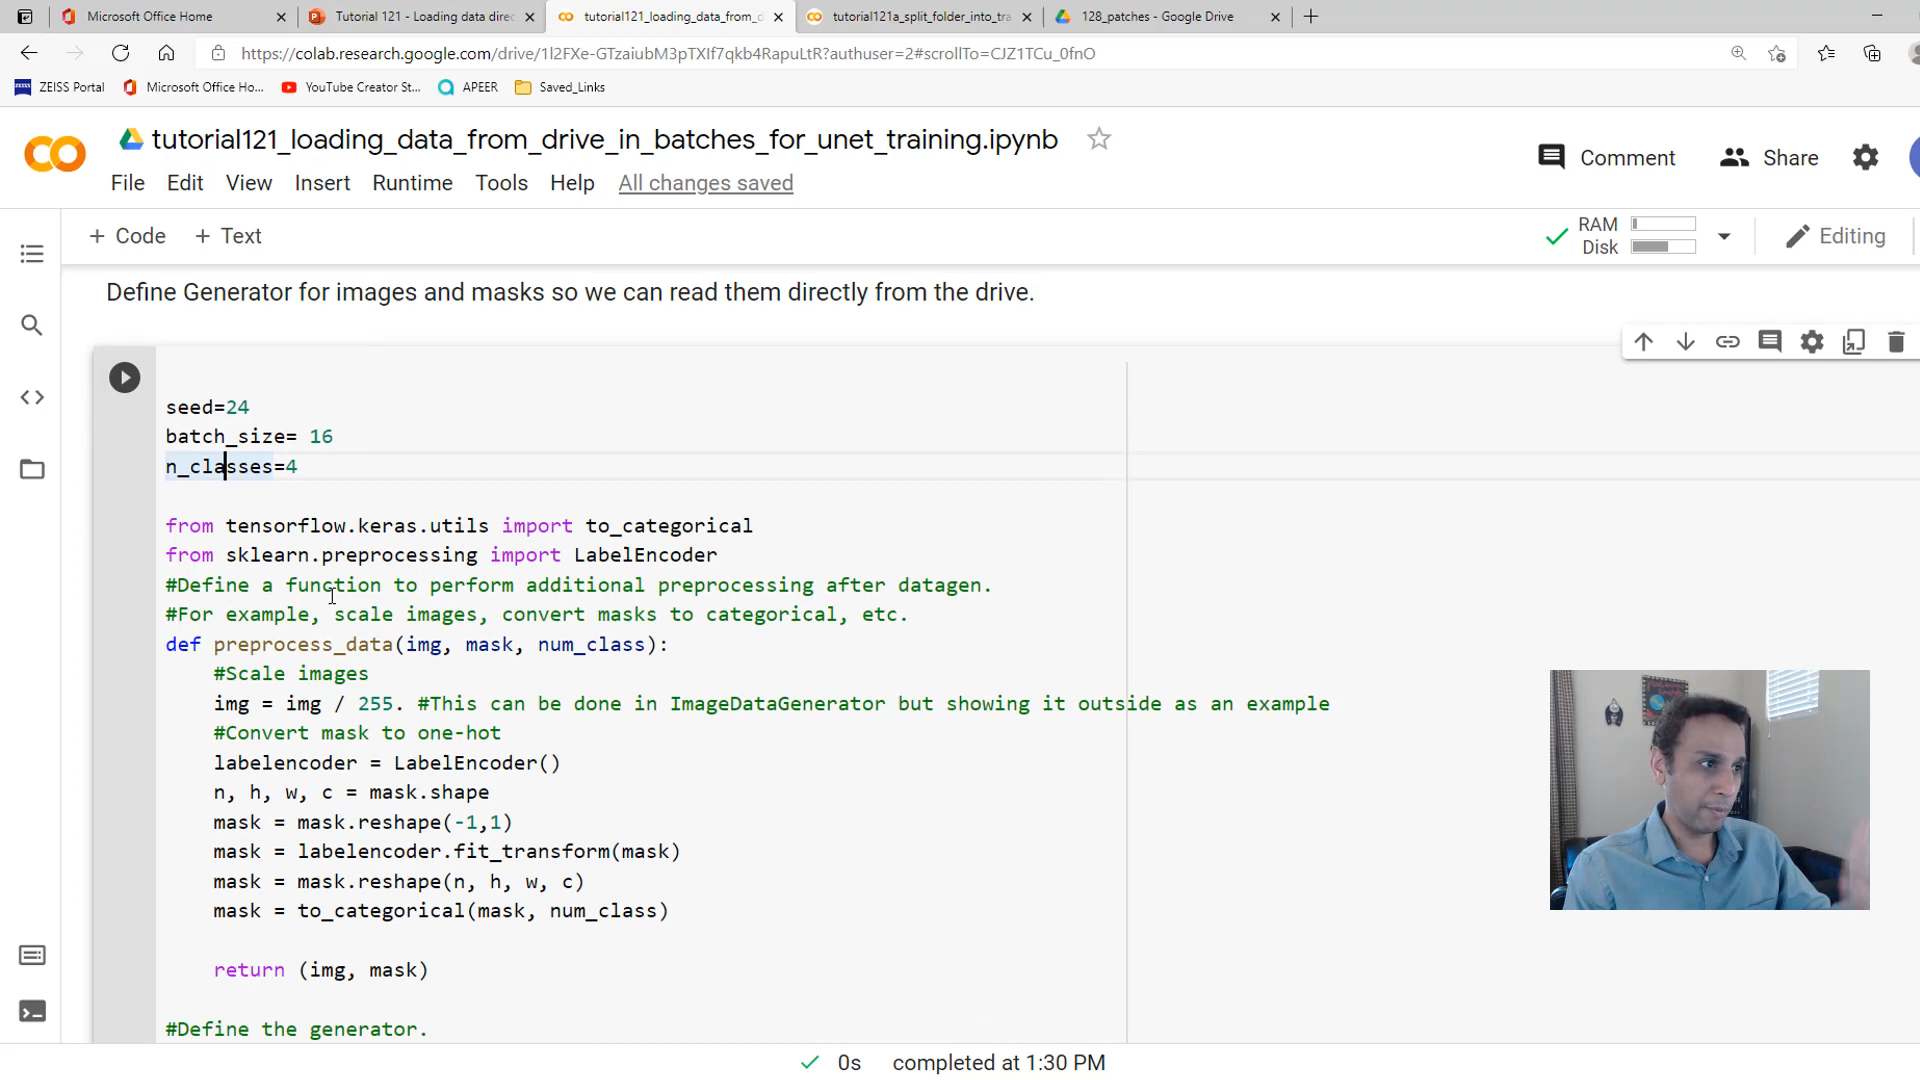 Microsoft Office Home
Tutorial 121 - Loading data direc
tutorial121_loading_data_from_d
tutorial121a_split_folder_into_tra
128_patches - Google Drive
https://colab.research.google.com/drive/1l2FXe-GTzaiubM3pTXIf7qkb4RapuLtR?authuser=2#scrollTo=CJZ1TCu_0fnO
ZEISS Portal
Microsoft Office Ho...
YouTube Creator St...
APEER
Saved_Links
tutorial121_loading_data_from_drive_in_batches_for_unet_training.ipynb
Comment
Share
File Edit View Insert Runtime Tools Help All changes saved
+ Code + Text
RAM
Disk
Editing
Define Generator for images and masks so we can read them directly from the drive.
seed=24
batch_size= 16
n_classes=4
from tensorflow.keras.utils import to_categorical
from sklearn.preprocessing import LabelEncoder
#Define a function to perform additional preprocessing after datagen.
#For example, scale images, convert masks to categorical, etc.
def preprocess_data(img, mask, num_class):
#Scale images
img = img / 255. #This can be done in ImageDataGenerator but showing it outside as an example
#Convert mask to one-hot
labelencoder = LabelEncoder()
n, h, w, c = mask.shape
mask = mask.reshape(-1,1)
mask = labelencoder.fit_transform(mask)
mask = mask.reshape(n, h, w, c)
mask = to_categorical(mask, num_class)
return (img, mask)
#Define the generator.
0s completed at 1:30 PM